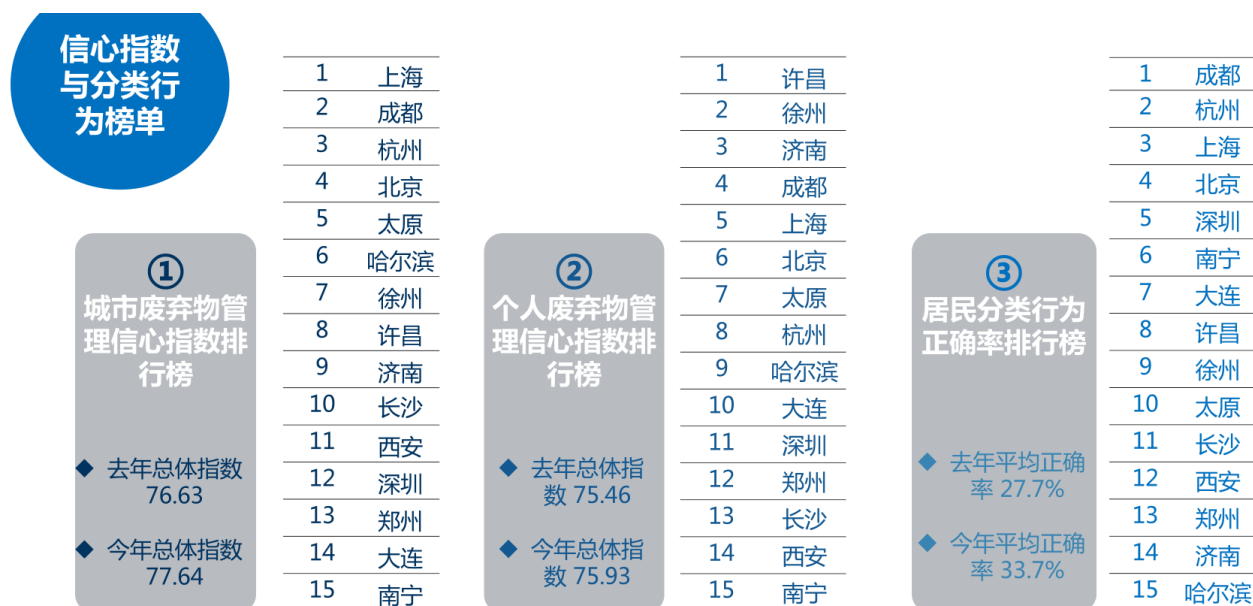 信心指数
与分类行
为榜单
①
城市废弃物管
理信心指数排
行榜
◆ 去年总体指数
76.63
◆ 今年总体指数
77.64
1 上海
2 成都
3 杭州
4 北京
5 太原
6 哈尔滨
7 徐州
8 许昌
9 济南
10 长沙
11 西安
12 深圳
13 郑州
14 大连
15 南宁
②
个人废弃物管
理信心指数排
行榜
◆ 去年总体指
数 75.46
◆ 今年总体指
数 75.93
1 许昌
2 徐州
3 济南
4 成都
5 上海
6 北京
7 太原
8 杭州
9 哈尔滨
10 大连
11 深圳
12 郑州
13 长沙
14 西安
15 南宁
③
居民分类行为
正确率排行榜
◆ 去年平均正确
率 27.7%
◆ 今年平均正确
率 33.7%
1 成都
2 杭州
3 上海
4 北京
5 深圳
6 南宁
7 大连
8 许昌
9 徐州
10 太原
11 长沙
12 西安
13 郑州
14 济南
15 哈尔滨